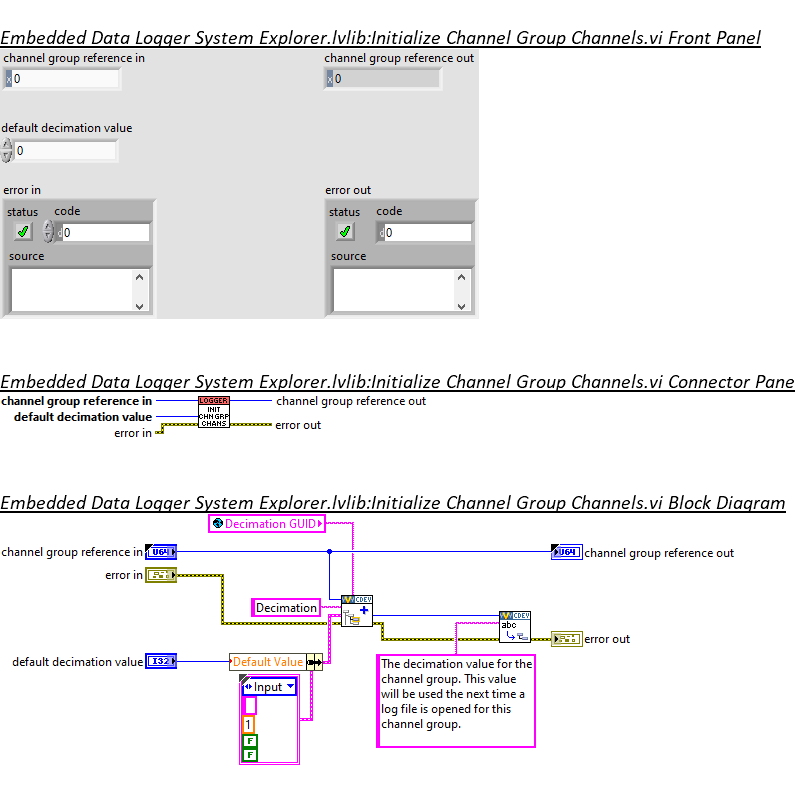 Embedded Data Logger System Explorer.lvlib:Initialize Channel Group Channels.vi Front Panel
channel group reference in
channel group reference out
x 0
x 0
default decimation value
0
error in
error out
status code
status code
d 0
d 0
source
source
Embedded Data Logger System Explorer.lvlib:Initialize Channel Group Channels.vi Connector Pane
channel group reference in
LOGGER
channel group reference out
INIT
default decimation value
CHN GRP
CHANS
error in
error out
Embedded Data Logger System Explorer.lvlib:Initialize Channel Group Channels.vi Block Diagram
Decimation GUID
channel group reference in
U64
U64
channel group reference out
error in
CDEV
Decimation
CDEV
abc
error out
default decimation value
I32
Default Value
The decimation value for the
channel group. This value
will be used the next time a
log file is opened for this
channel group.
Input
1
F
F